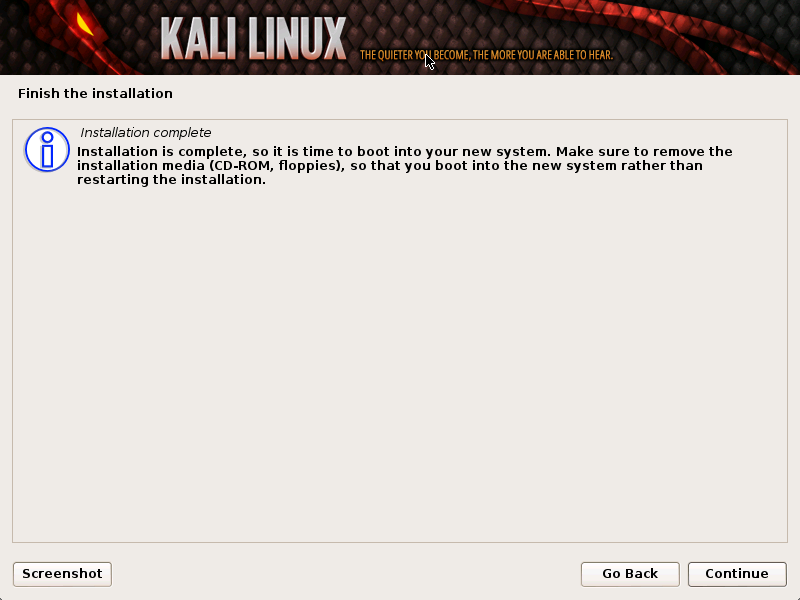 KALI LINUX
THE QUIETER YOU BECOME, THE MORE YOU ARE ABLE TO HEAR.
Finish the installation
Installation complete
Installation is complete, so it is time to boot into your new system. Make sure to remove the
installation media (CD-ROM, floppies), so that you boot into the new system rather than
restarting the installation.
Screenshot
Go Back
Continue